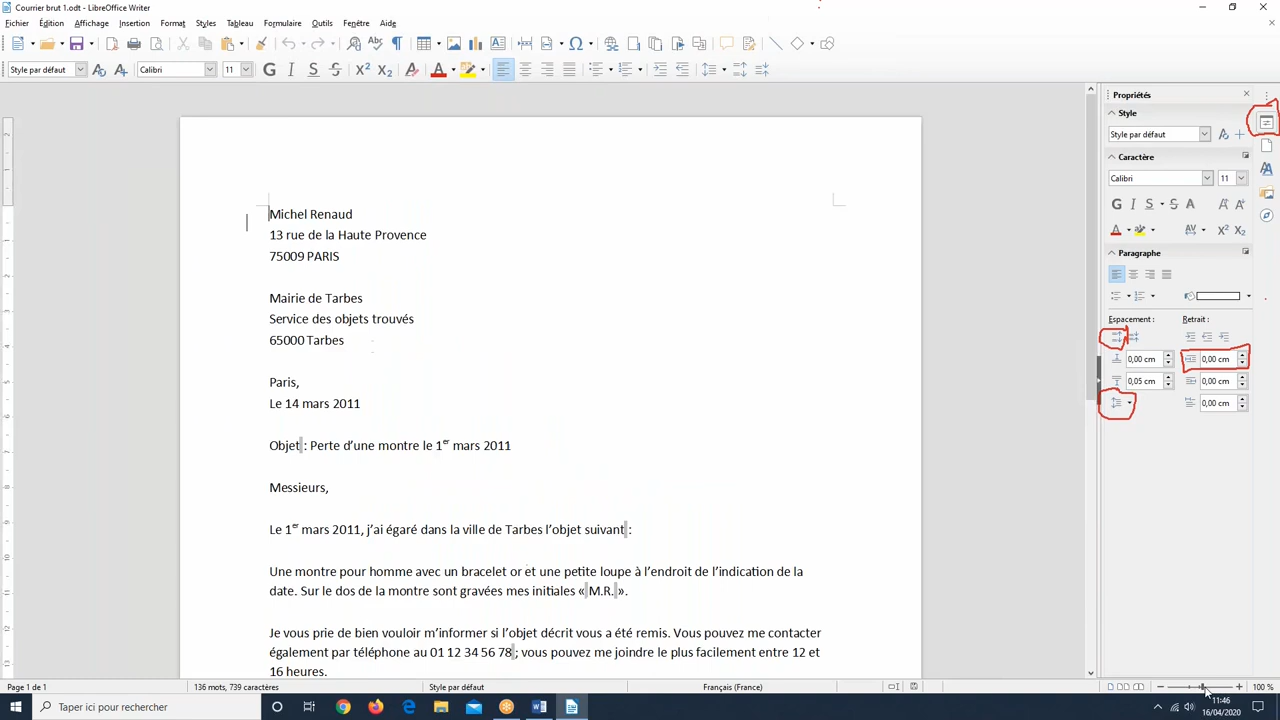 Courrier brut 1.odt - LibreOffice Writer
Fichier Édition Affichage Insertion Format Styles Tableau Formulaire Outils Fenêtre Aide
Style par défaut Calibri 11
Propriétés
Style
Style par défaut
Caractère
Calibri 11
Paragraphe
Espacement : Retrait :
0,00 cm 0,00 cm
0,05 cm 0,00 cm
0,00 cm
Michel Renaud
13 rue de la Haute Provence
75009 PARIS
Mairie de Tarbes
Service des objets trouvés
65000 Tarbes
Paris,
Le 14 mars 2011
Objet : Perte d’une montre le 1er mars 2011
Messieurs,
Le 1er mars 2011, j’ai égaré dans la ville de Tarbes l’objet suivant :
Une montre pour homme avec un bracelet or et une petite loupe à l’endroit de l’indication de la
date. Sur le dos de la montre sont gravées mes initiales « M.R. ».
Je vous prie de bien vouloir m’informer si l’objet décrit vous a été remis. Vous pouvez me contacter
également par téléphone au 01 12 34 56 78 ; vous pouvez me joindre le plus facilement entre 12 et
16 heures.
Page 1 de 1 136 mots, 739 caractères Style par défaut Français (France) 100 %
Taper ici pour rechercher
11:46
16/04/2020